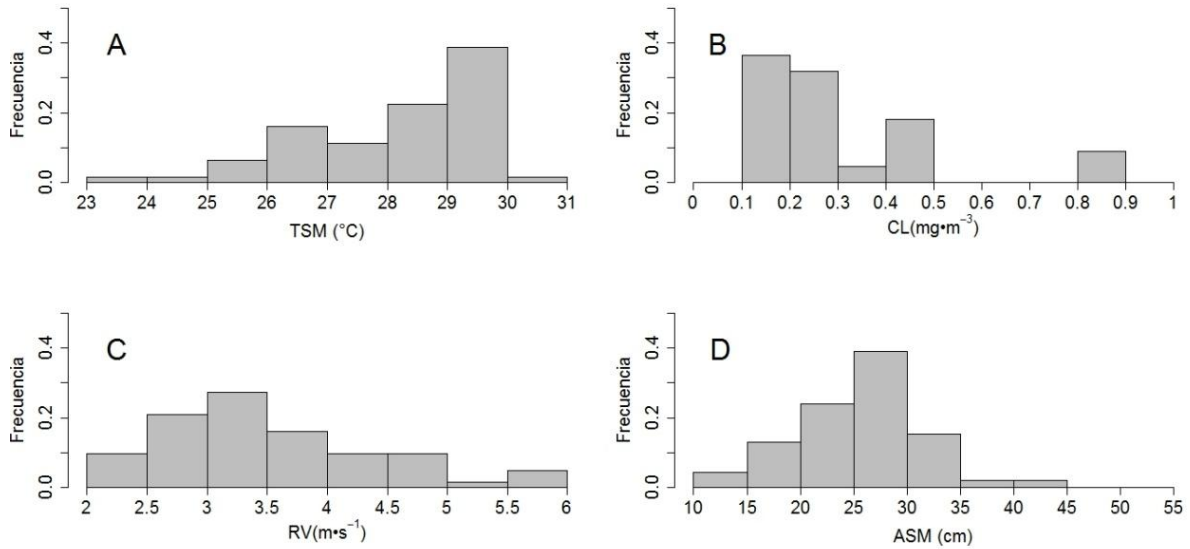 A
Frecuencia
0.0 0.2 0.4
23 24 25 26 27 28 29 30 31
TSM (°C)
B
Frecuencia
0.0 0.2 0.4
0 0.1 0.2 0.3 0.4 0.5 0.6 0.7 0.8 0.9 1
CL(mg•m⁻³)
C
Frecuencia
0.0 0.2 0.4
2 2.5 3 3.5 4 4.5 5 5.5 6
RV(m•s⁻¹)
D
Frecuencia
0.0 0.2 0.4
10 15 20 25 30 35 40 45 50 55
ASM (cm)